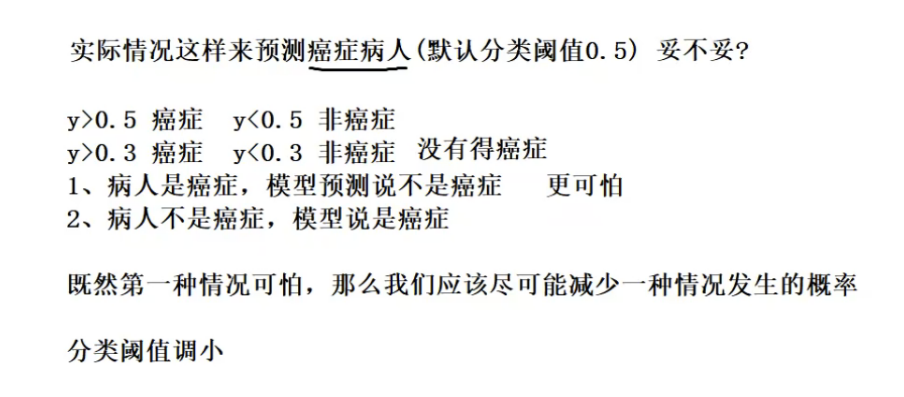 实际情况这样来预测癌症病人(默认分类阈值0.5) 妥不妥?
y>0.5 癌症  y<0.5 非癌症
y>0.3 癌症  y<0.3 非癌症  没有得癌症
1、病人是癌症，模型预测说不是癌症    更可怕
2、病人不是癌症，模型说是癌症
既然第一种情况可怕，那么我们应该尽可能减少一种情况发生的概率
分类阈值调小